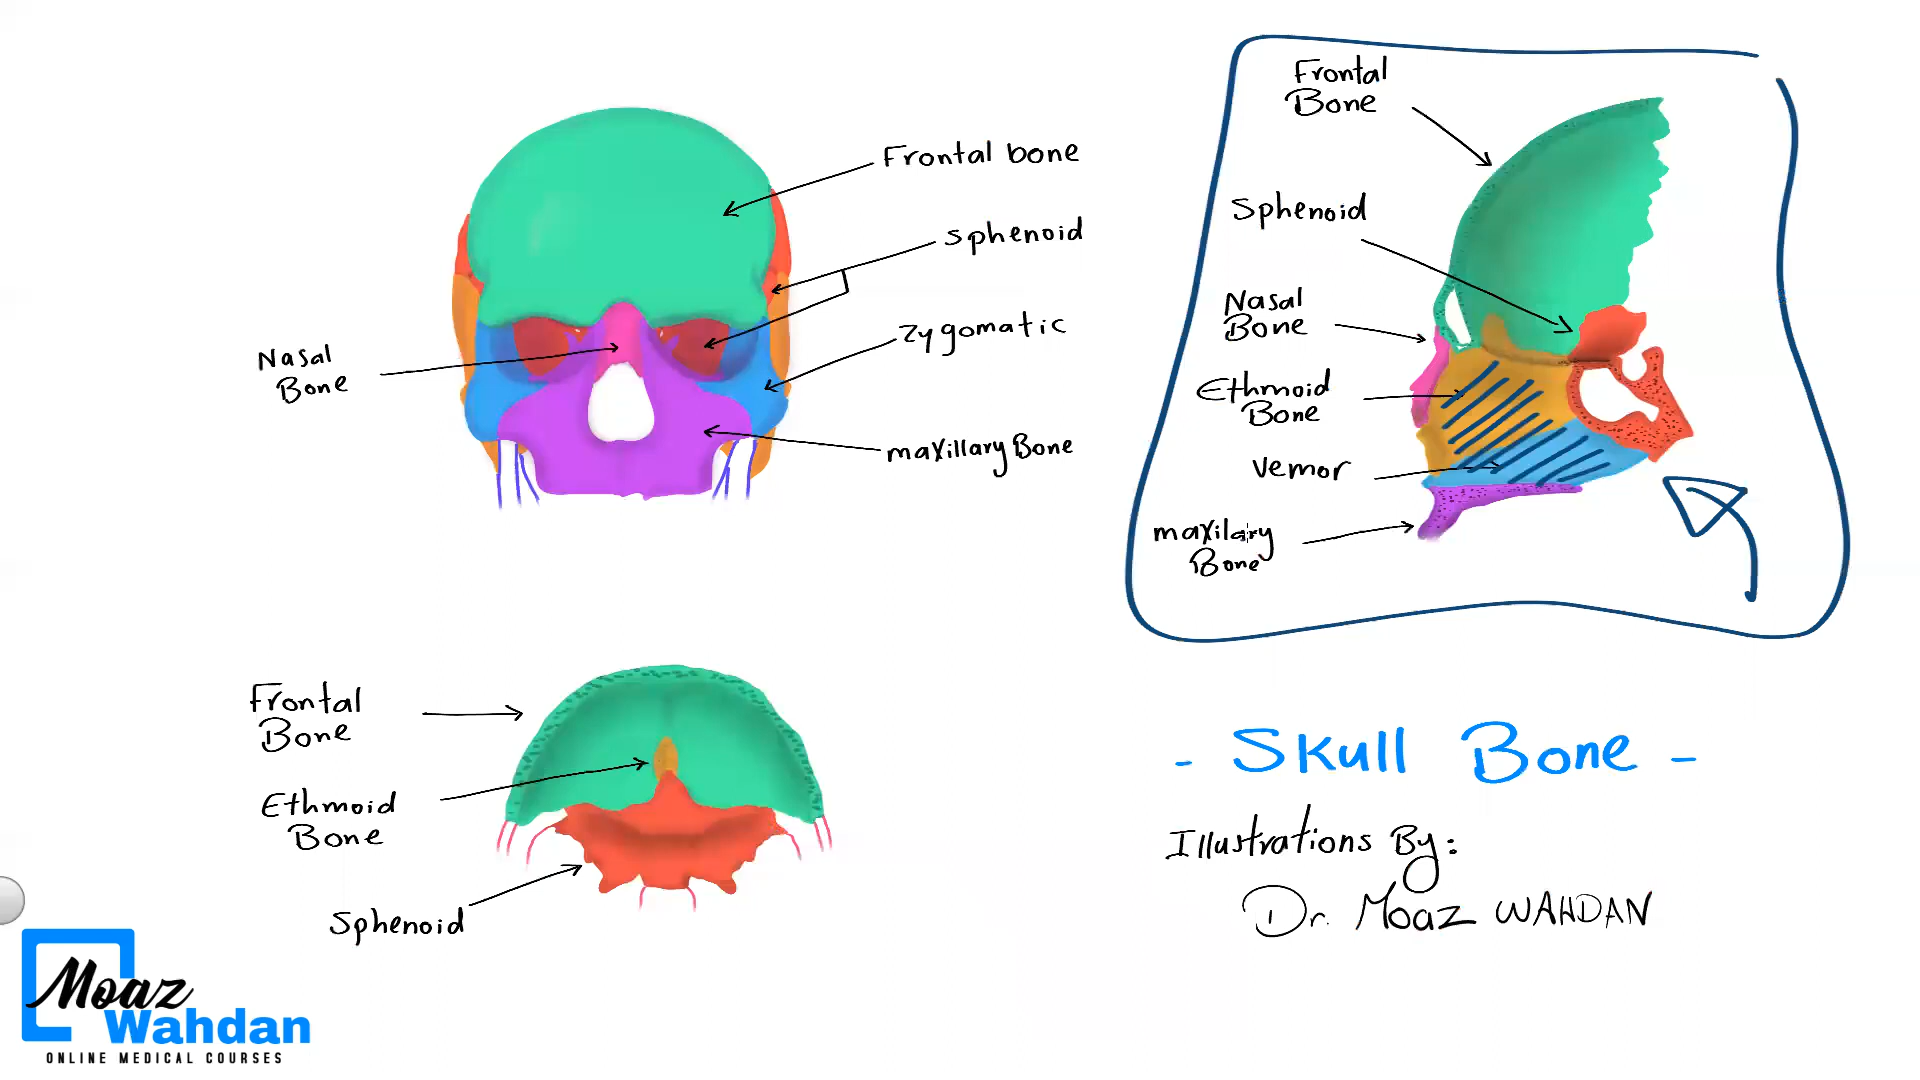 Frontal bone
sphenoid
Zygomatic
Nasal
Bone
maxillary Bone
Frontal
Bone
Sphenoid
Nasal
Bone
Ethmoid
Bone
Vemor
maxilary
Bone
Frontal
Bone
Ethmoid
Bone
Sphenoid
- Skull Bone -
Illustrations By:
Dr. Moaz WAHDAN
Moaz
Wahdan
ONLINE MEDICAL COURSES